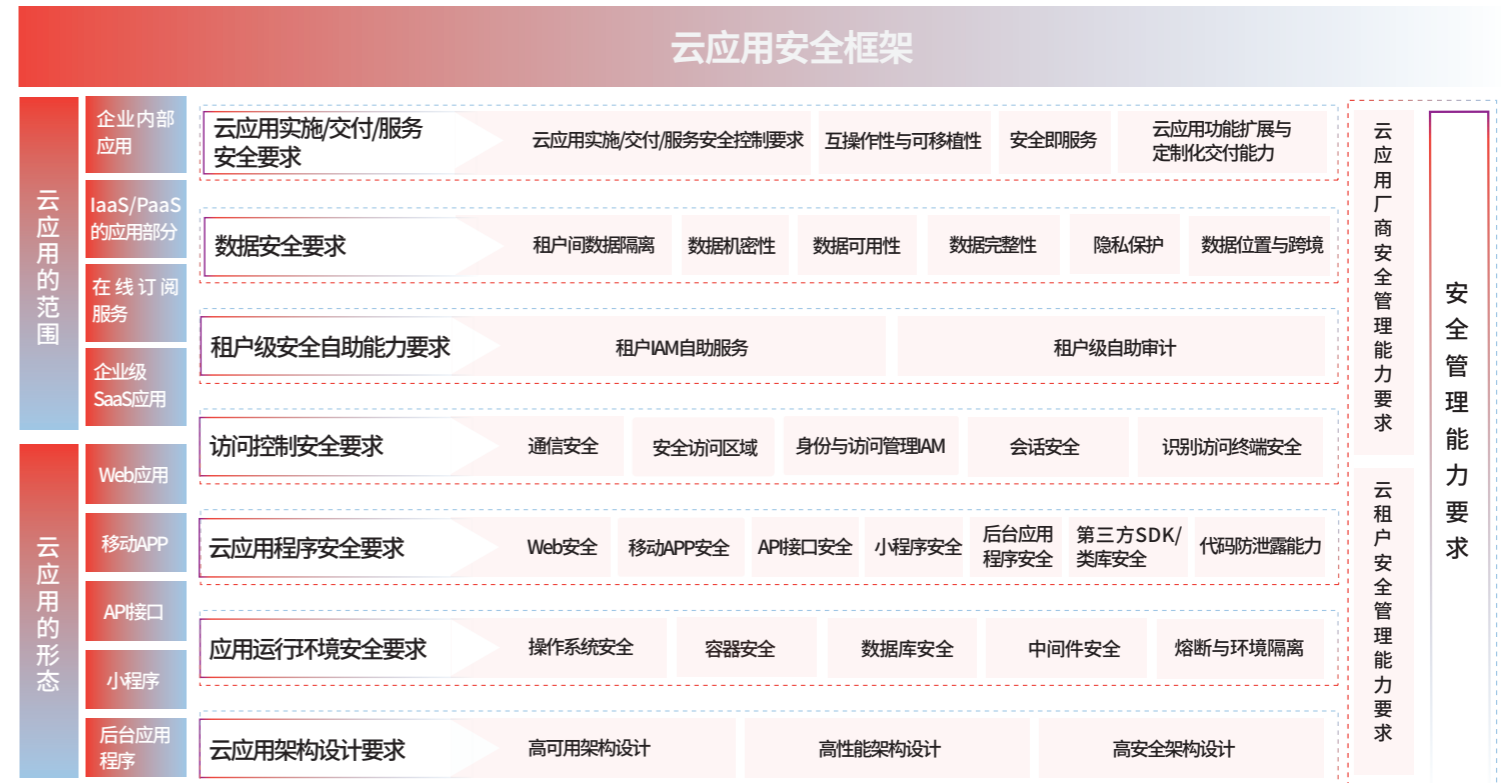 云应用安全框架
云应用的范围
企业内部
应用
IaaS/PaaS
的应用部分
在线订阅
服务
企业级
SaaS应用
云应用的形态
Web应用
移动APP
API接口
小程序
后台应用
程序
云应用实施/交付/服务
安全要求
云应用实施/交付/服务安全控制要求
互操作性与可移植性
安全即服务
云应用功能扩展与
定制化交付能力
数据安全要求
租户间数据隔离
数据机密性
数据可用性
数据完整性
隐私保护
数据位置与跨境
租户级安全自助能力要求
租户IAM自助服务
租户级自助审计
访问控制安全要求
通信安全
安全访问区域
身份与访问管理IAM
会话安全
识别访问终端安全
云应用程序安全要求
Web安全
移动APP安全
API接口安全
小程序安全
后台应用
程序安全
第三方SDK/
类库安全
代码防泄露能力
应用运行环境安全要求
操作系统安全
容器安全
数据库安全
中间件安全
熔断与环境隔离
云应用架构设计要求
高可用架构设计
高性能架构设计
高安全架构设计
云应用厂商安全管理能力要求
云租户安全管理能力要求
安全管理能力要求